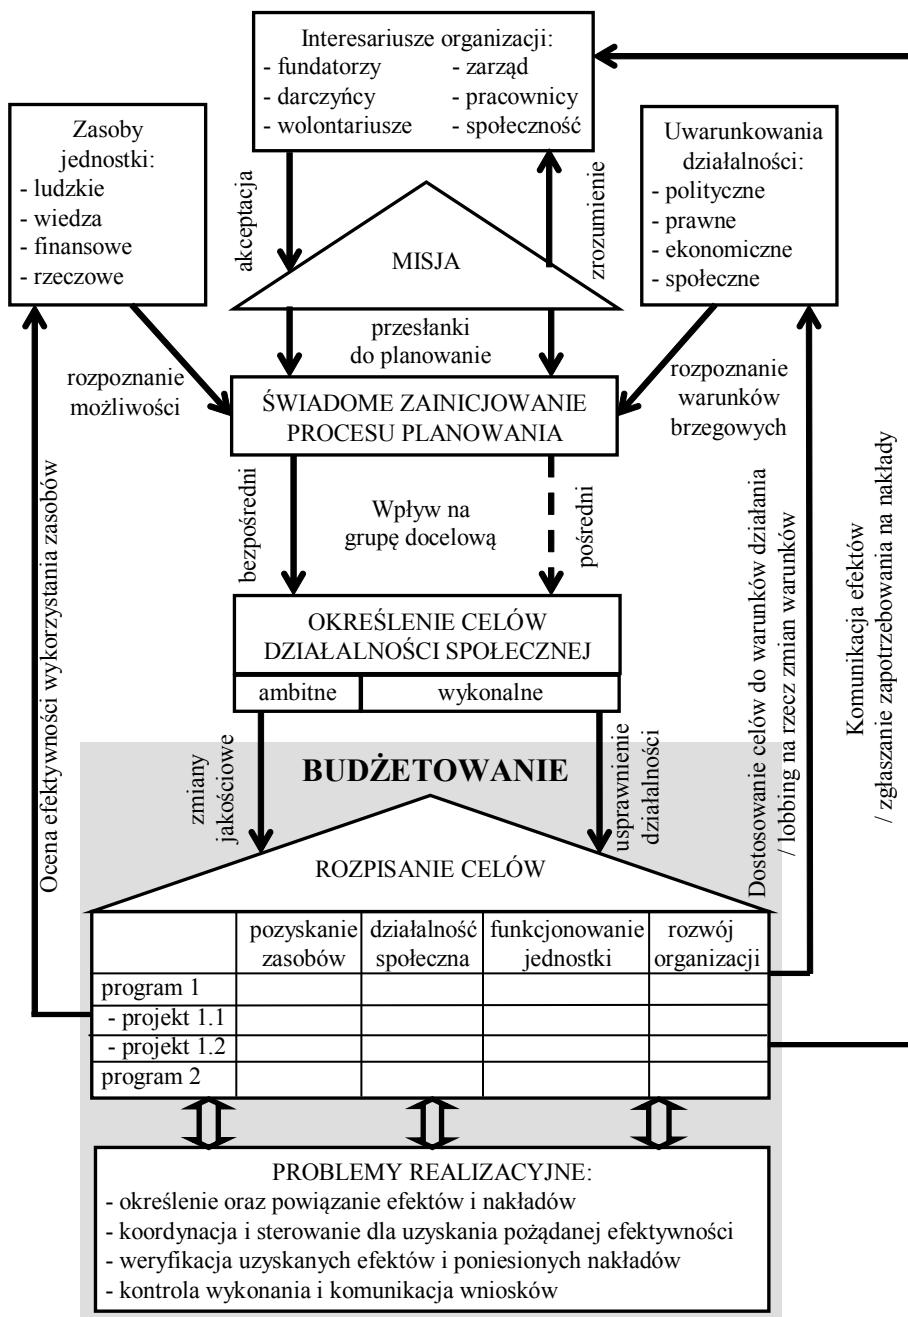 Interesariusze organizacji:
- fundatorzy - zarząd
- darczyńcy - pracownicy
- wolontariusze - społeczność
Zasoby
jednostki:
- ludzkie
- wiedza
- finansowe
- rzeczowe
Uwarunkowania
działalności:
- polityczne
- prawne
- ekonomiczne
- społeczne
akceptacja
zrozumienie
MISJA
przesłanki
do planowanie
rozpoznanie
możliwości
rozpoznanie
warunków
brzegowych
ŚWIADOME ZAINICJOWANIE
PROCESU PLANOWANIA
bezpośredni
Wpływ na
grupę docelową
pośredni
OKREŚLENIE CELÓW
DZIAŁALNOŚCI SPOŁECZNEJ
ambitne wykonalne
Ocena efektywności wykorzystania zasobów
Dostosowanie celów do warunków działania
/ lobbing na rzecz zmian warunków
Komunikacja efektów
/ zgłaszanie zapotrzebowania na nakłady
zmiany
jakościowe
BUDŻETOWANIE
usprawnienie
działalności
ROZPISANIE CELÓW
pozyskanie działalność funkcjonowanie rozwój
zasobów społeczna jednostki organizacji
program 1
- projekt 1.1
- projekt 1.2
program 2
PROBLEMY REALIZACYJNE:
- określenie oraz powiązanie efektów i nakładów
- koordynacja i sterowanie dla uzyskania pożądanej efektywności
- weryfikacja uzyskanych efektów i poniesionych nakładów
- kontrola wykonania i komunikacja wniosków